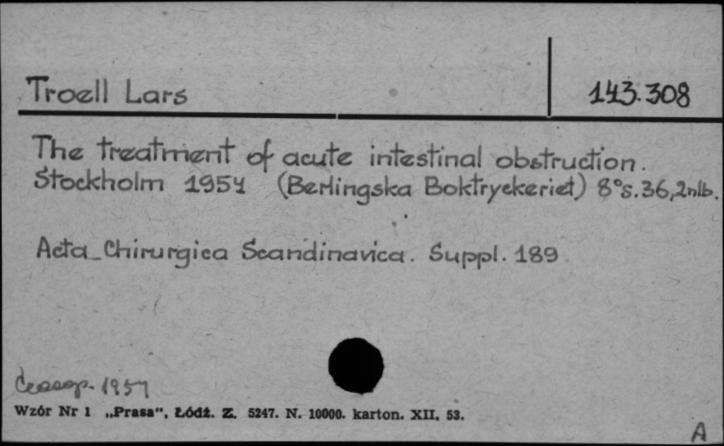 Troell Lars
143.308
The treatment of acute intestinal obstruction.
Stockholm 1954 (Berlingska Boktryckeriet) 8°s.36,2nlb.
Acta Chirurgica Scandinavica. Suppl. 189
Czasop. 1957
Wzór Nr 1 „Prasa“, Łódź. Z. 5247. N. 10000. karton. XII, 53.
A